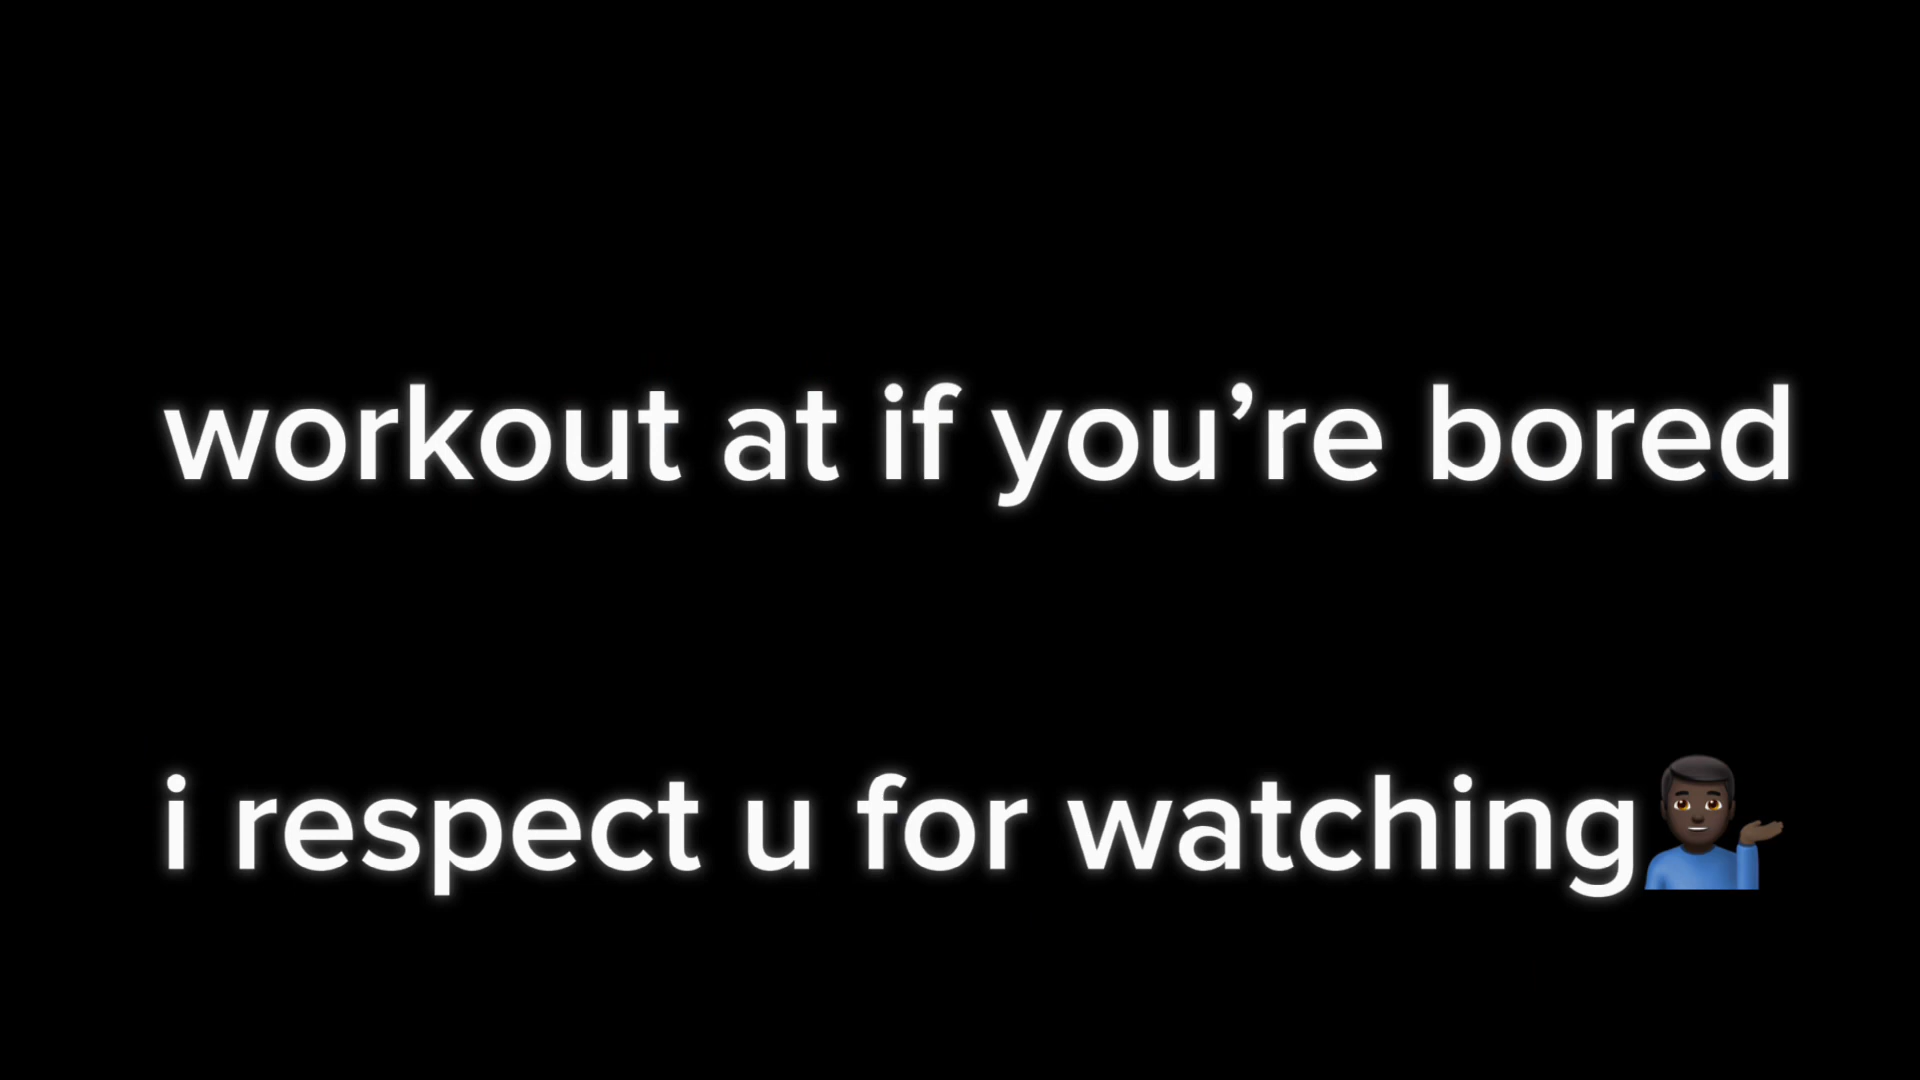 workout at if you’re bored
i respect u for watching💁🏿‍♂️